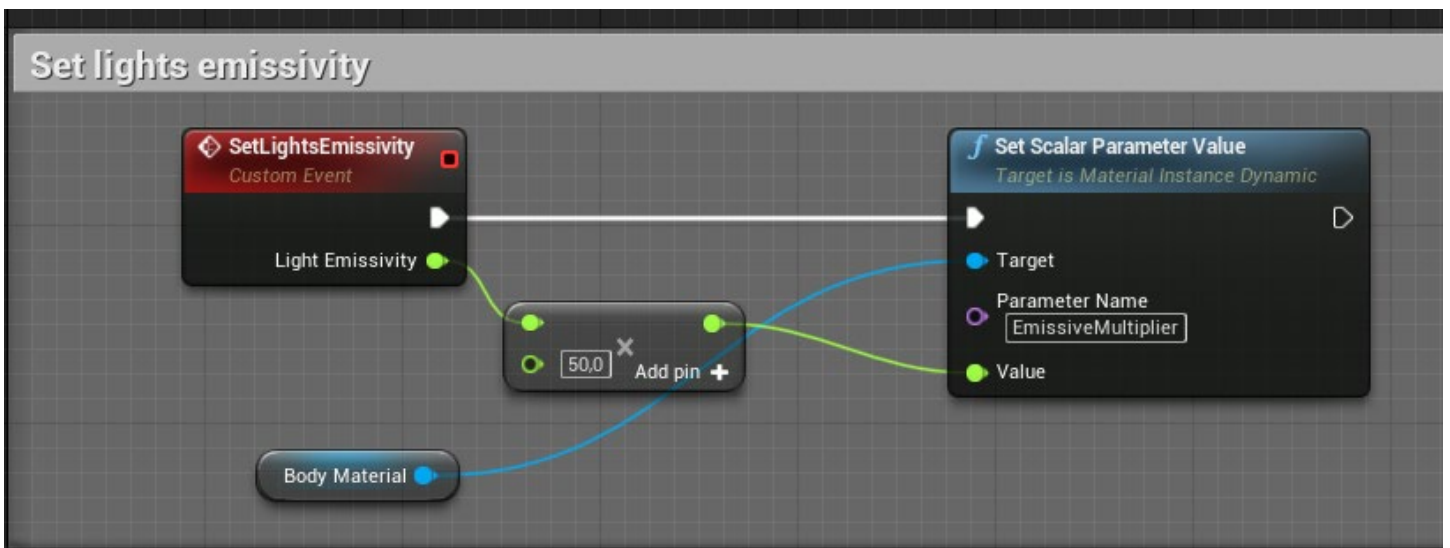 Set lights emissivity
SetLightsEmissivity
Custom Event
Light Emissivity
50,0
Add pin
Body Material
Set Scalar Parameter Value
Target is Material Instance Dynamic
Target
Parameter Name
EmissiveMultiplier
Value